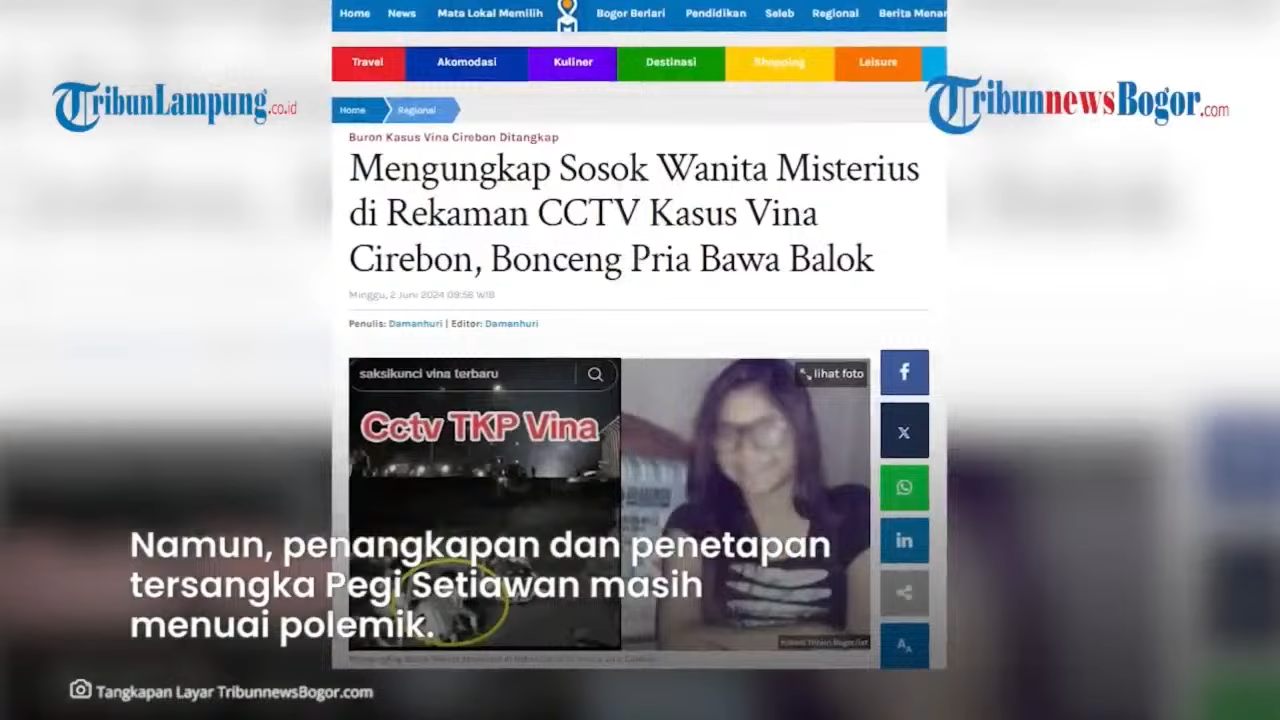 Home News Mata Lokal Memilih Bogor Berlari Pendidikan Seleb Regional Berita Menar
Travel Akomodasi Kuliner Destinasi Shopping Leisure
TribunLampung.co.id
TribunnewsBogor.com
Home Regional
Buron Kasus Vina Cirebon Ditangkap
Mengungkap Sosok Wanita Misterius
di Rekaman CCTV Kasus Vina
Cirebon, Bonceng Pria Bawa Balok
Minggu, 2 Juni 2024 09:56 WIB
Penulis: Damanhuri | Editor: Damanhuri
saksikunci vina terbaru
lihat foto
Cctv TKP Vina
Namun, penangkapan dan penetapan
tersangka Pegi Setiawan masih
menuai polemik.
Tangkapan Layar TribunnewsBogor.com